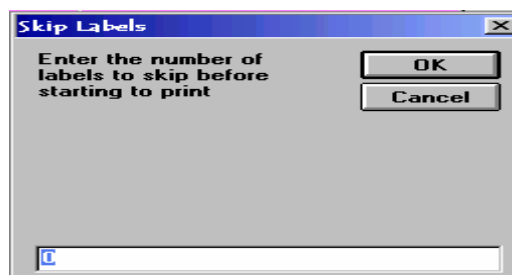 Skip Labels
Enter the number of
labels to skip before
starting to print
OK
Cancel
0